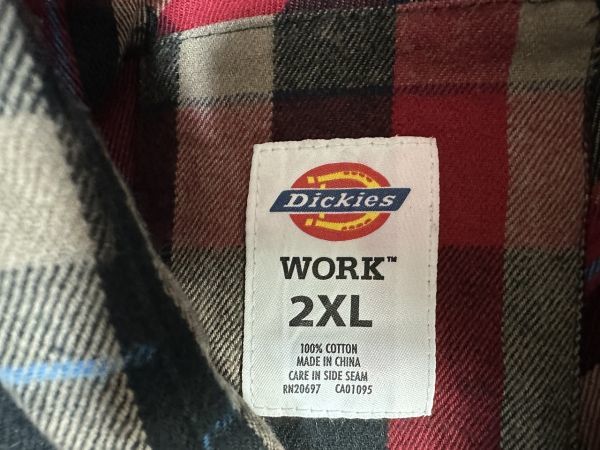 Dickies
WORK™
2XL
100% COTTON
MADE IN CHINA
CARE IN SIDE SEAM
RN20697 CA01095